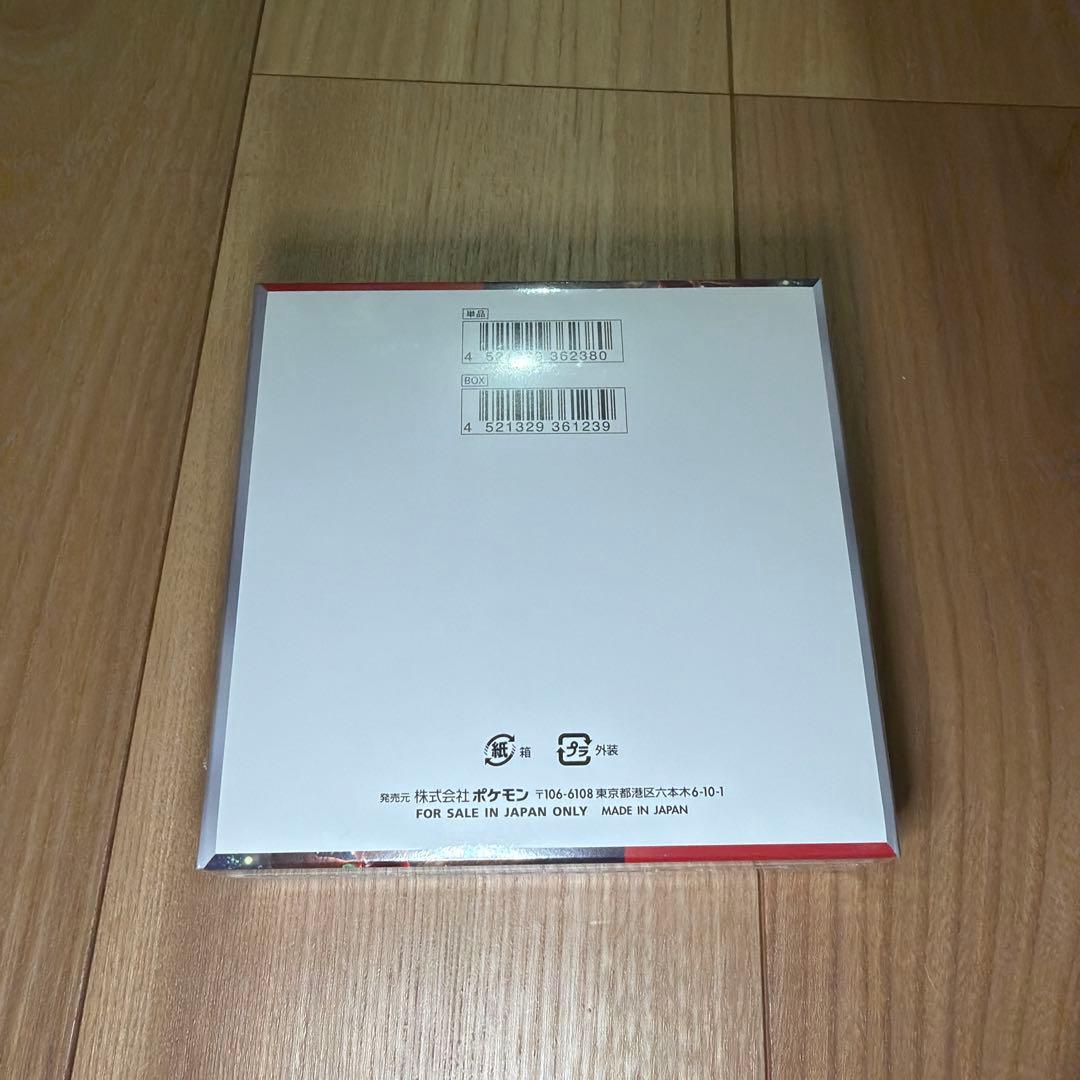 単品
4 521329 362380
BOX
4 521329 361239
紙 箱 プラ 外装
発売元 株式会社 ポケモン 〒106-6108 東京都港区六本木6-10-1
FOR SALE IN JAPAN ONLY MADE IN JAPAN